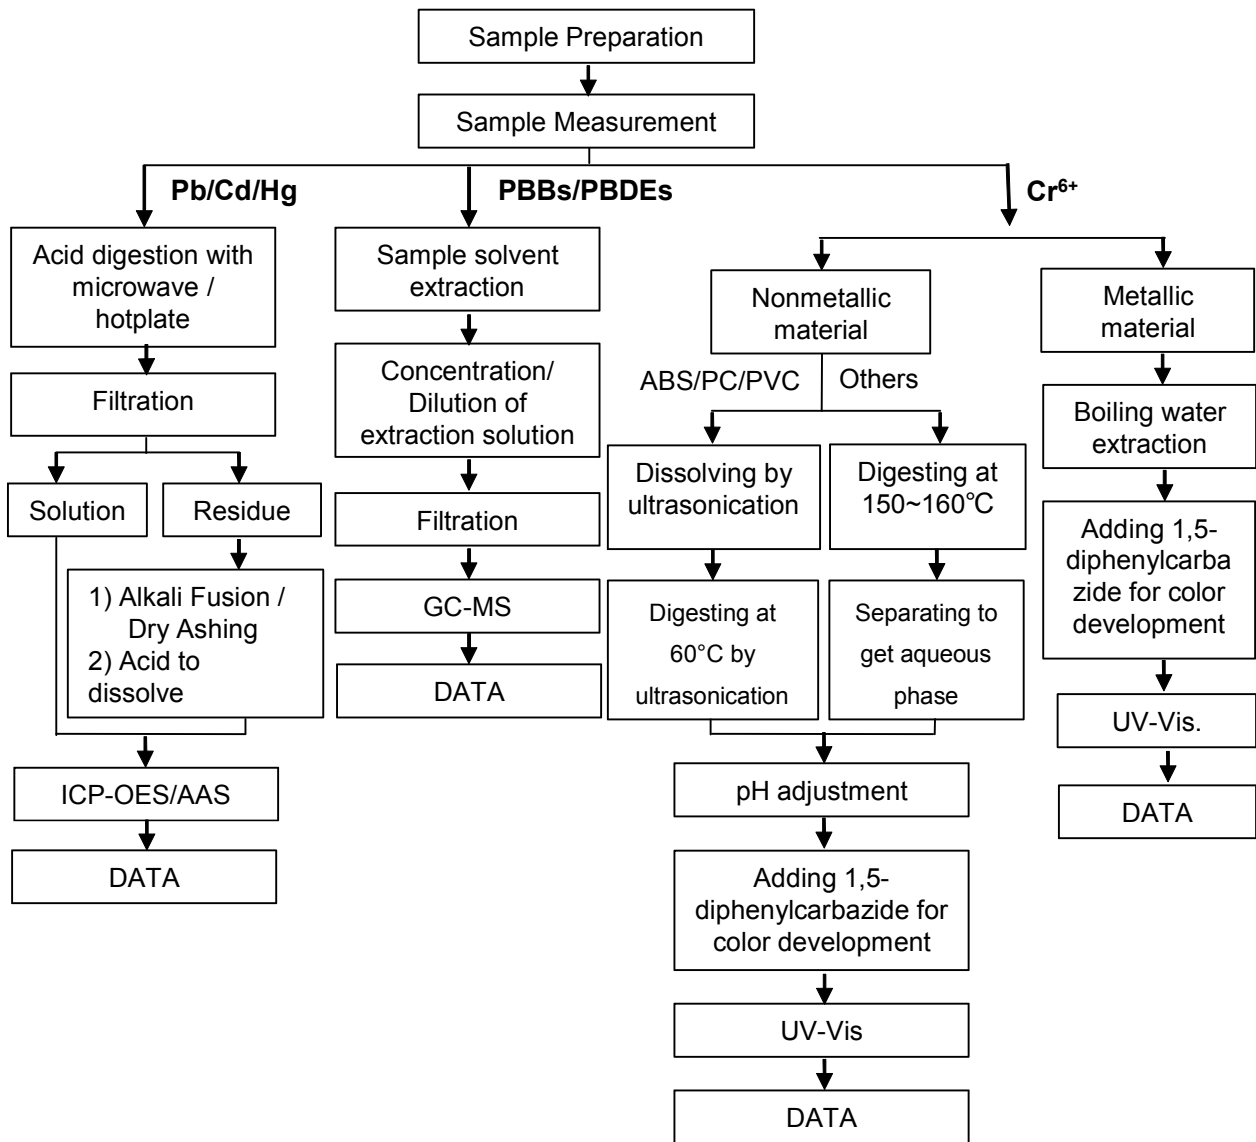 Sample Preparation
Sample Measurement
Pb/Cd/Hg
PBBs/PBDEs
Cr⁶⁺
Acid digestion with
microwave /
hotplate
Filtration
Solution
Residue
1) Alkali Fusion /
Dry Ashing
2) Acid to
dissolve
ICP-OES/AAS
DATA
Sample solvent
extraction
Concentration/
Dilution of
extraction solution
Filtration
GC-MS
DATA
Nonmetallic
material
ABS/PC/PVC
Others
Dissolving by
ultrasonication
Digesting at
60°C by
ultrasonication
Digesting at
150~160℃
Separating to
get aqueous
phase
pH adjustment
Adding 1,5-
diphenylcarbazide for
color development
UV-Vis
DATA
Metallic
material
Boiling water
extraction
Adding 1,5-
diphenylcarba
zide for color
development
UV-Vis.
DATA